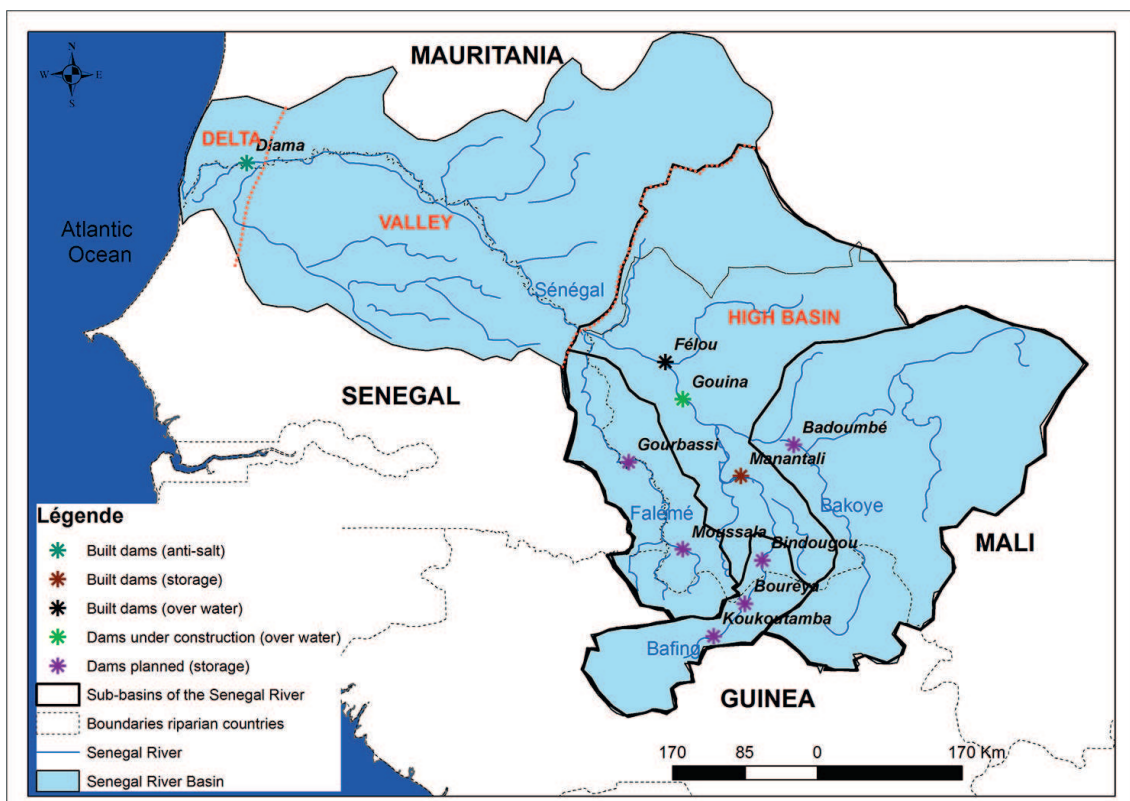 N
W E
S
MAURITANIA
DELTA
Diama
VALLEY
Atlantic
Ocean
Sénégal
HIGH BASIN
Félou
Gouina
SENEGAL
Badoumbé
Gourbassi
Manantali
Falémé
Bakoye
Moussala
Bindougou
MALI
Boureya
Koukoutamba
Bafing
GUINEA
Légende
Built dams (anti-salt)
Built dams (storage)
Built dams (over water)
Dams under construction (over water)
Dams planned (storage)
Sub-basins of the Senegal River
Boundaries riparian countries
Senegal River
Senegal River Basin
170 85 0 170 Km